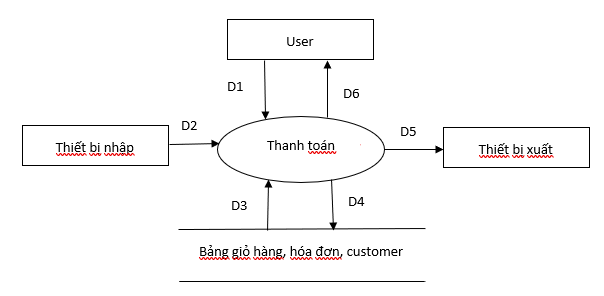 User
D1
D6
D2
D5
Thiết bị nhập
Thanh toán
Thiết bị xuất
D3
D4
Bảng giỏ hàng, hóa đơn, customer